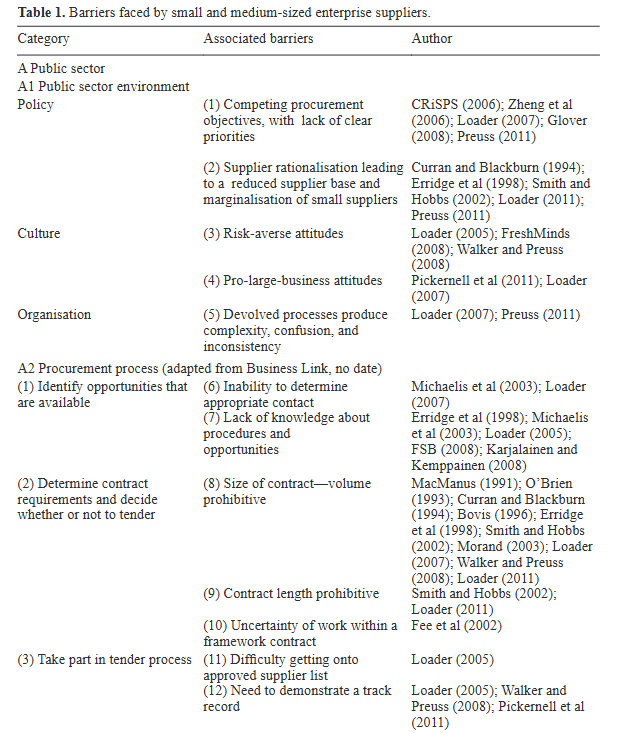 Table 1. Barriers faced by small and medium-sized enterprise suppliers.
Category Associated barriers Author
A Public sector
A1 Public sector environment
Policy (1) Competing procurement CRiSPS (2006); Zheng et al
objectives, with lack of clear (2006); Loader (2007); Glover
priorities (2008); Preuss (2011)
(2) Supplier rationalisation leading Curran and Blackburn (1994);
to a reduced supplier base and Erridge et al (1998); Smith and
marginalisation of small suppliers Hobbs (2002); Loader (2011);
Preuss (2011)
Culture (3) Risk-averse attitudes Loader (2005); FreshMinds
(2008); Walker and Preuss
(2008)
(4) Pro-large-business attitudes Pickernell et al (2011); Loader
(2007)
Organisation (5) Devolved processes produce Loader (2007); Preuss (2011)
complexity, confusion, and
inconsistency
A2 Procurement process (adapted from Business Link, no date)
(1) Identify opportunities that (6) Inability to determine Michaelis et al (2003); Loader
are available appropriate contact (2007)
(7) Lack of knowledge about Erridge et al (1998); Michaelis
procedures and et al (2003); Loader (2005);
opportunities FSB (2008); Karjalainen and
Kemppainen (2008)
(2) Determine contract (8) Size of contract—volume MacManus (1991); O’Brien
requirements and decide prohibitive (1993); Curran and Blackburn
whether or not to tender (1994); Bovis (1996); Erridge
et al (1998); Smith and Hobbs
(2002); Morand (2003); Loader
(2007); Walker and Preuss
(2008); Loader (2011)
(9) Contract length prohibitive Smith and Hobbs (2002);
Loader (2011)
(10) Uncertainty of work within a Fee et al (2002)
framework contract
(3) Take part in tender process (11) Difficulty getting onto Loader (2005)
approved supplier list
(12) Need to demonstrate a track Loader (2005); Walker and
record Preuss (2008); Pickernell et al
(2011)